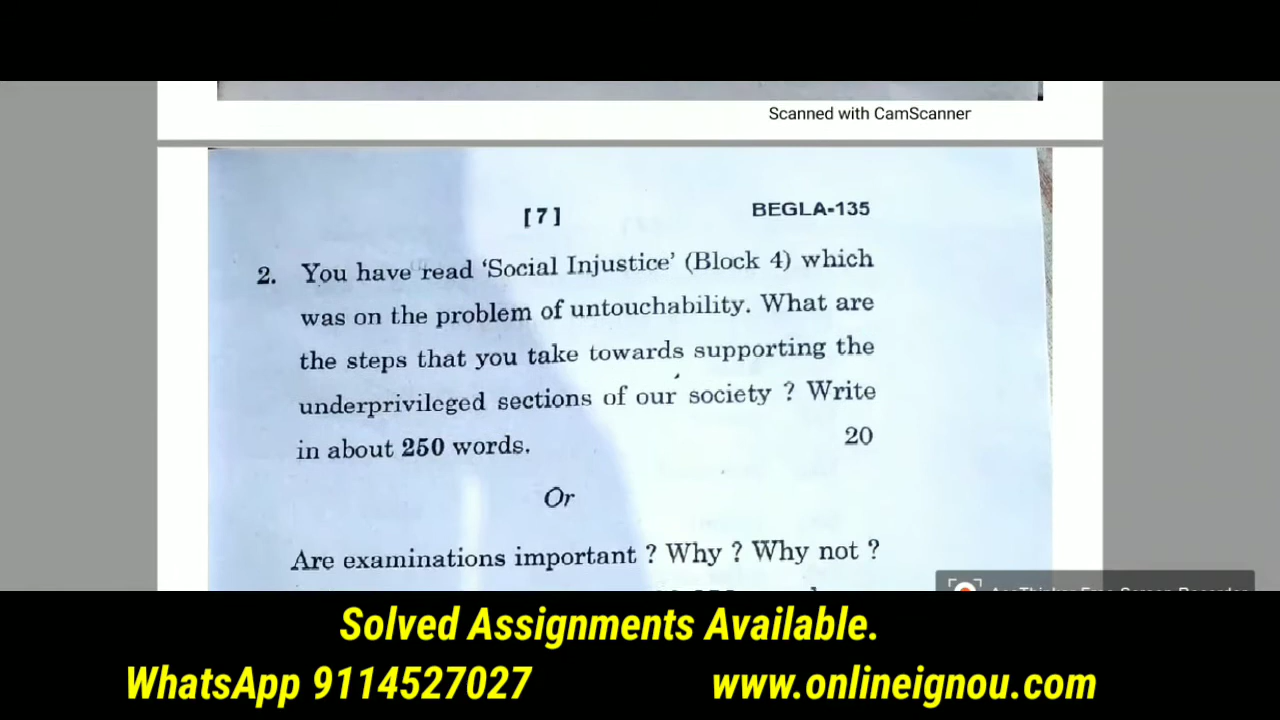 Scanned with CamScanner
[7] BEGLA-135
2. You have read ‘Social Injustice’ (Block 4) which
was on the problem of untouchability. What are
the steps that you take towards supporting the
underprivileged sections of our society ? Write
in about 250 words. 20
Or
Are examinations important ? Why ? Why not ?
Solved Assignments Available.
WhatsApp 9114527027 www.onlineignou.com